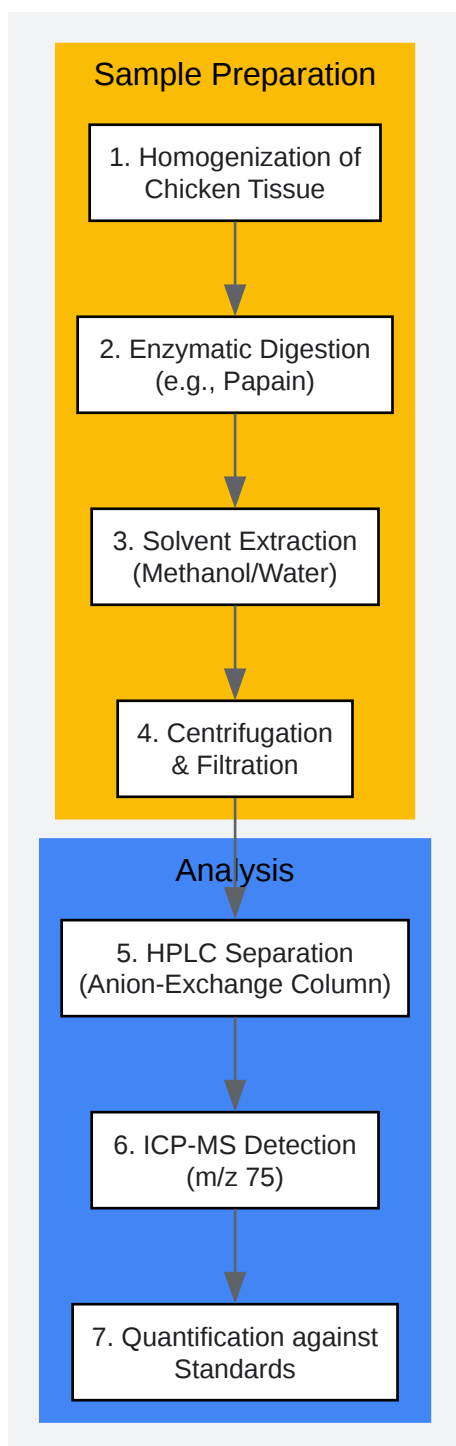 Sample Preparation
1. Homogenization of
Chicken Tissue
2. Enzymatic Digestion
(e.g., Papain)
3. Solvent Extraction
(Methanol/Water)
4. Centrifugation
& Filtration
Analysis
5. HPLC Separation
(Anion-Exchange Column)
6. ICP-MS Detection
(m/z 75)
7. Quantification against
Standards